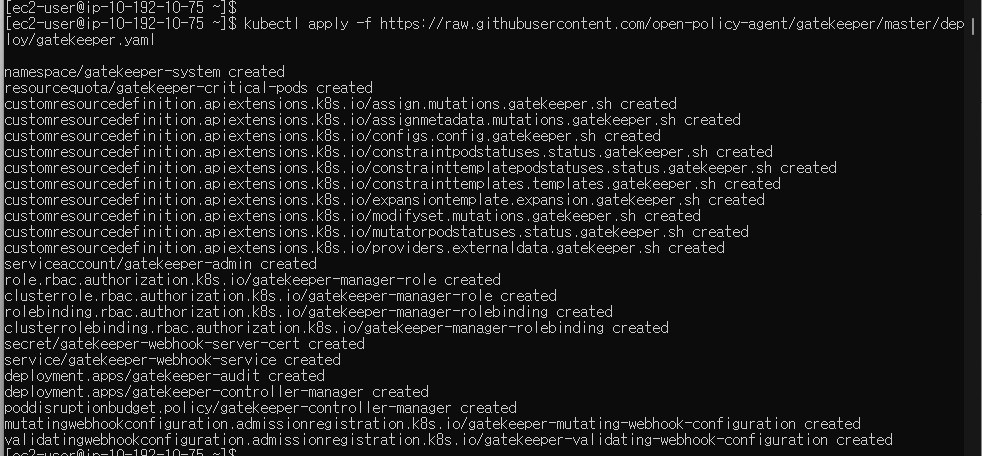 [ec2-user@ip-10-192-10-75 ~]$
[ec2-user@ip-10-192-10-75 ~]$ kubectl apply -f https://raw.githubusercontent.com/open-policy-agent/gatekeeper/master/dep
loy/gatekeeper.yaml
namespace/gatekeeper-system created
resourcequota/gatekeeper-critical-pods created
customresourcedefinition.apiextensions.k8s.io/assign.mutations.gatekeeper.sh created
customresourcedefinition.apiextensions.k8s.io/assignmetadata.mutations.gatekeeper.sh created
customresourcedefinition.apiextensions.k8s.io/configs.config.gatekeeper.sh created
customresourcedefinition.apiextensions.k8s.io/constraintpodstatuses.status.gatekeeper.sh created
customresourcedefinition.apiextensions.k8s.io/constrainttemplatepodstatuses.status.gatekeeper.sh created
customresourcedefinition.apiextensions.k8s.io/constrainttemplates.templates.gatekeeper.sh created
customresourcedefinition.apiextensions.k8s.io/expansiontemplate.expansion.gatekeeper.sh created
customresourcedefinition.apiextensions.k8s.io/modifyset.mutations.gatekeeper.sh created
customresourcedefinition.apiextensions.k8s.io/mutatorpodstatuses.status.gatekeeper.sh created
customresourcedefinition.apiextensions.k8s.io/providers.externaldata.gatekeeper.sh created
serviceaccount/gatekeeper-admin created
role.rbac.authorization.k8s.io/gatekeeper-manager-role created
clusterrole.rbac.authorization.k8s.io/gatekeeper-manager-role created
rolebinding.rbac.authorization.k8s.io/gatekeeper-manager-rolebinding created
clusterrolebinding.rbac.authorization.k8s.io/gatekeeper-manager-rolebinding created
secret/gatekeeper-webhook-server-cert created
service/gatekeeper-webhook-service created
deployment.apps/gatekeeper-audit created
deployment.apps/gatekeeper-controller-manager created
poddisruptionbudget.policy/gatekeeper-controller-manager created
mutatingwebhookconfiguration.admissionregistration.k8s.io/gatekeeper-mutating-webhook-configuration created
validatingwebhookconfiguration.admissionregistration.k8s.io/gatekeeper-validating-webhook-configuration created
[ec2-user@ip-10-192-10-75 ~]$